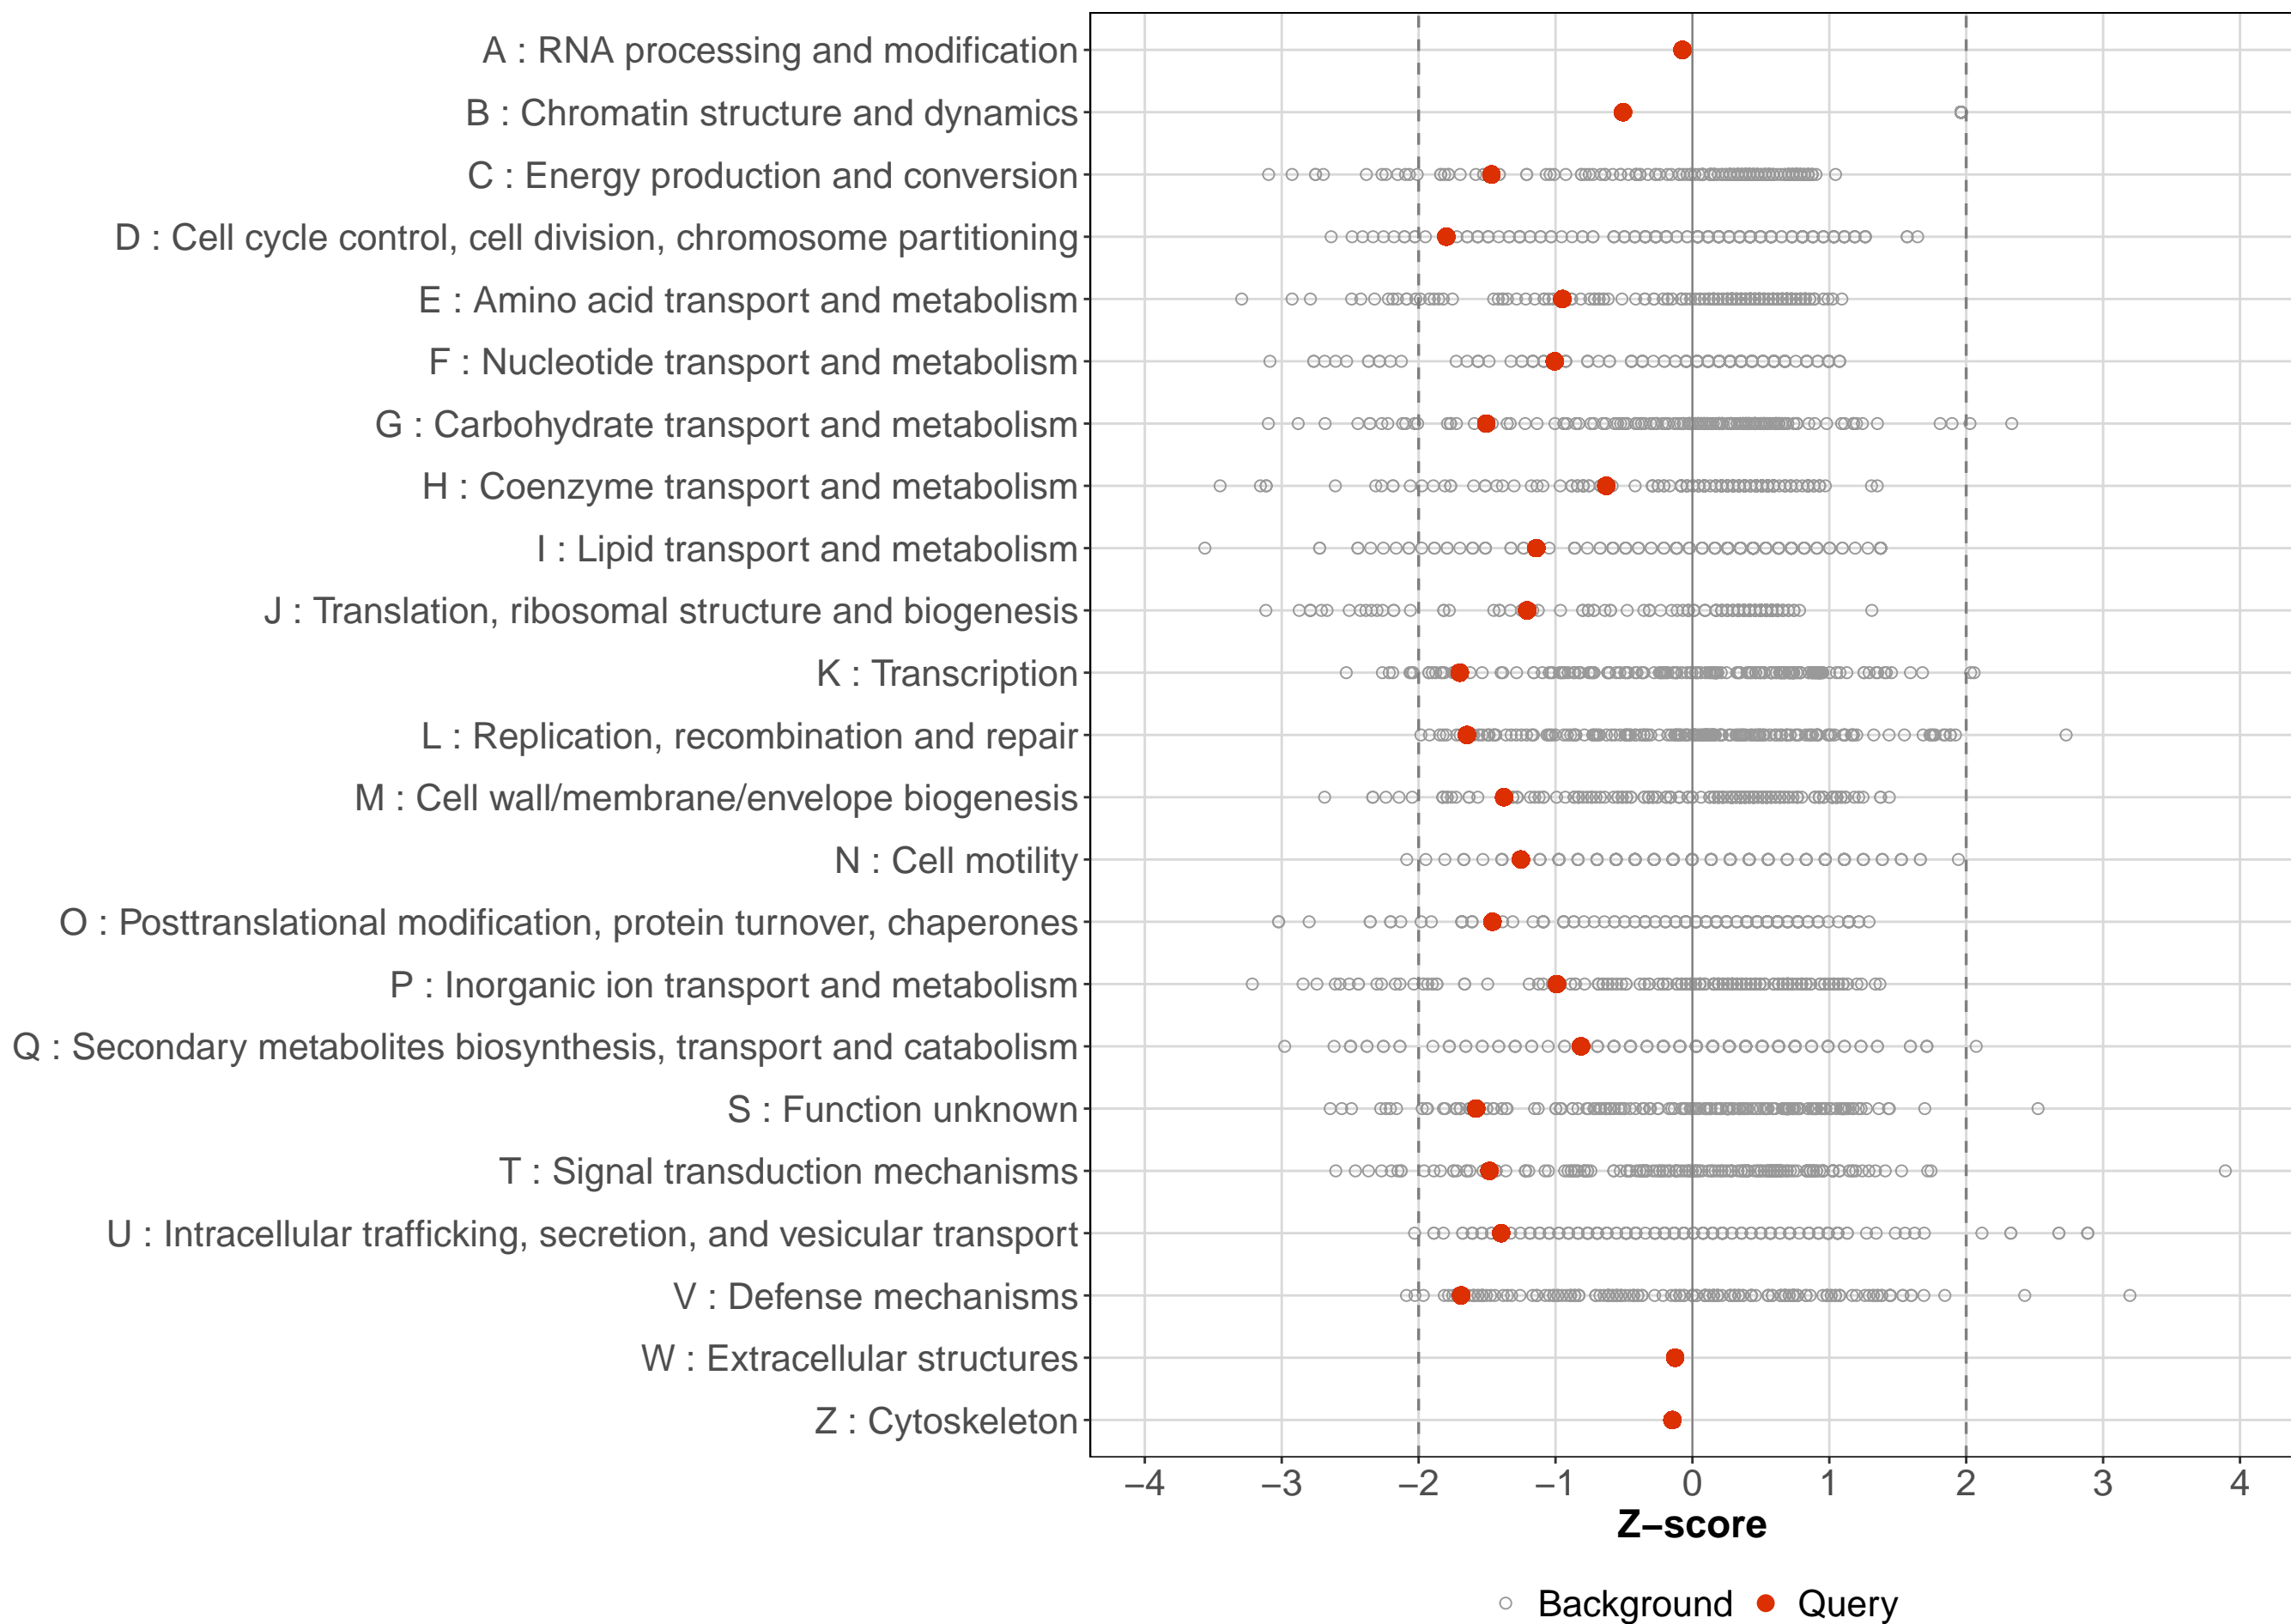 A : RNA processing and modification
B : Chromatin structure and dynamics
C : Energy production and conversion
D : Cell cycle control, cell division, chromosome partitioning
E : Amino acid transport and metabolism
F : Nucleotide transport and metabolism
G : Carbohydrate transport and metabolism
H : Coenzyme transport and metabolism
I : Lipid transport and metabolism
J : Translation, ribosomal structure and biogenesis
K : Transcription
L : Replication, recombination and repair
M : Cell wall/membrane/envelope biogenesis
N : Cell motility
O : Posttranslational modification, protein turnover, chaperones
P : Inorganic ion transport and metabolism
Q : Secondary metabolites biosynthesis, transport and catabolism
S : Function unknown
T : Signal transduction mechanisms
U : Intracellular trafficking, secretion, and vesicular transport
V : Defense mechanisms
W : Extracellular structures
Z : Cytoskeleton
−4 −3 −2 −1 0 1 2 3 4
Z−score
Background Query